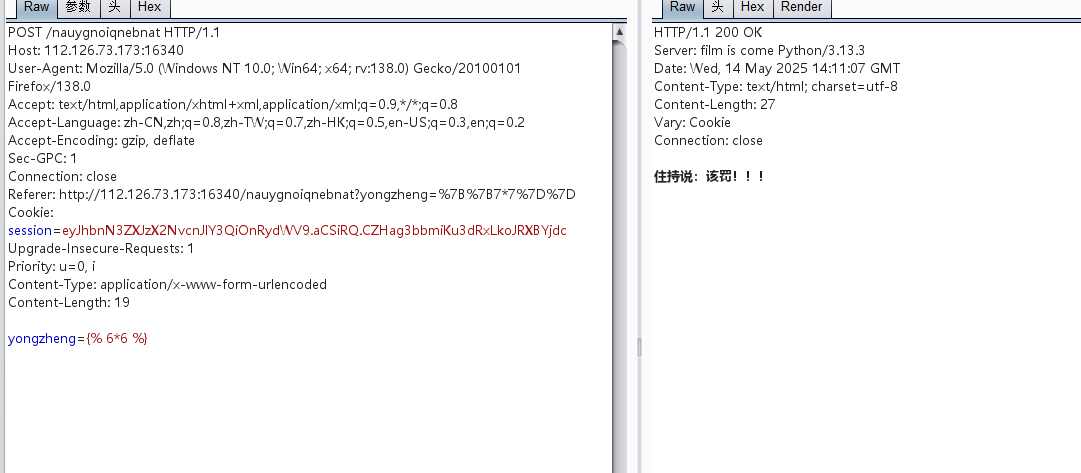 Raw 参数 头 Hex
POST /nauygnoiqnebnat HTTP/1.1
Host: 112.126.73.173:16340
User-Agent: Mozilla/5.0 (Windows NT 10.0; Win64; x64; rv:138.0) Gecko/20100101
Firefox/138.0
Accept: text/html,application/xhtml+xml,application/xml;q=0.9,*/*;q=0.8
Accept-Language: zh-CN,zh;q=0.8,zh-TW;q=0.7,zh-HK;q=0.5,en-US;q=0.3,en;q=0.2
Accept-Encoding: gzip, deflate
Sec-GPC: 1
Connection: close
Referer: http://112.126.73.173:16340/nauygnoiqnebnat?yongzheng=%7B%7B7*7%7D%7D
Cookie:
session=eyJhbnN3ZXJzX2NvcnJlY3QiOnRydWV9.aCSiRQ.CZHag3bbmiKu3dRxLkoJRXBYjdc
Upgrade-Insecure-Requests: 1
Priority: u=0, i
Content-Type: application/x-www-form-urlencoded
Content-Length: 19
yongzheng={% 6*6 %}
Raw 头 Hex Render
HTTP/1.1 200 OK
Server: film is come Python/3.13.3
Date: Wed, 14 May 2025 14:11:07 GMT
Content-Type: text/html; charset=utf-8
Content-Length: 27
Vary: Cookie
Connection: close
住持说：该罚！！！